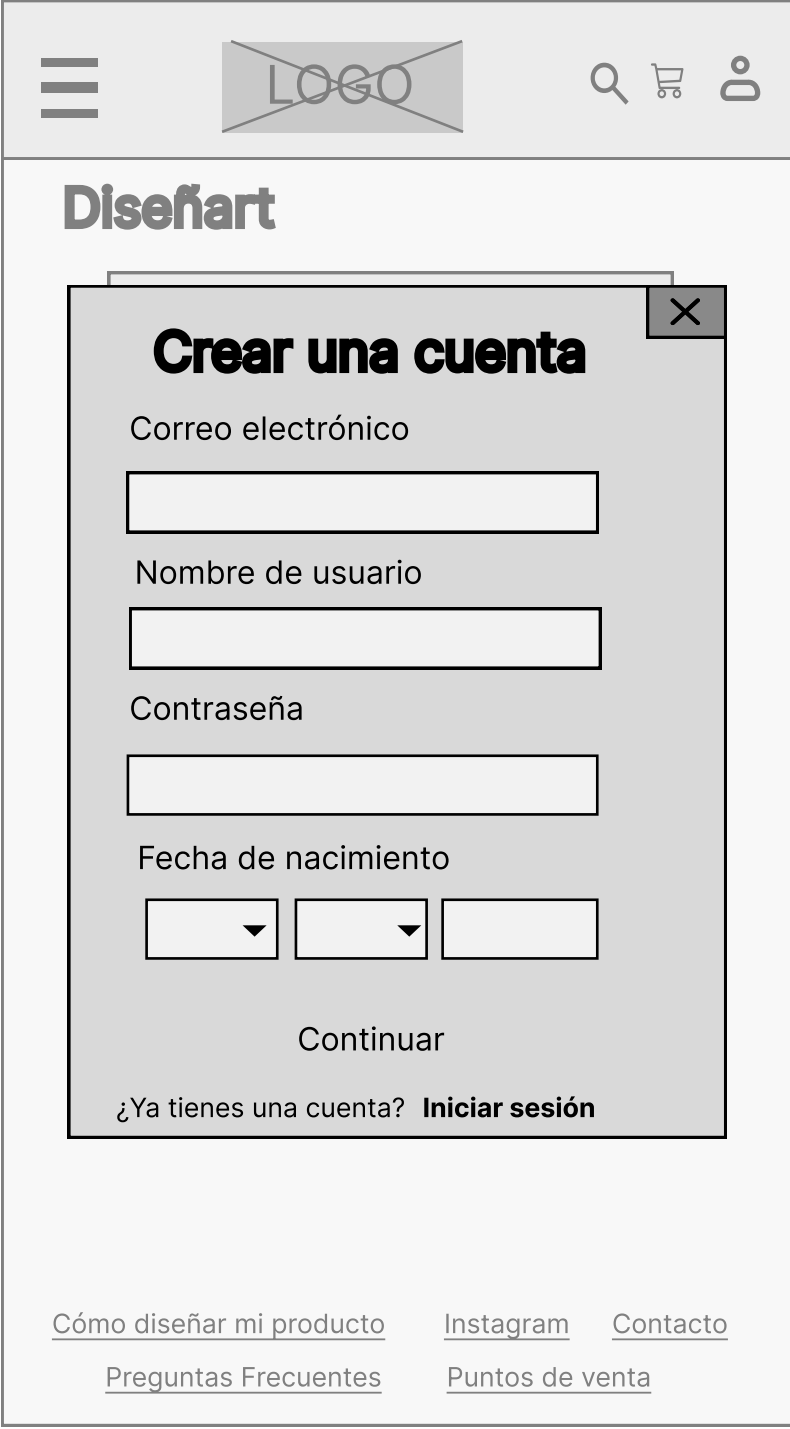 LOGO
Diseñart
Crear una cuenta
Correo electrónico
Nombre de usuario
Contraseña
Fecha de nacimiento
Continuar
¿Ya tienes una cuenta? Iniciar sesión
Cómo diseñar mi producto Instagram Contacto
Preguntas Frecuentes Puntos de venta